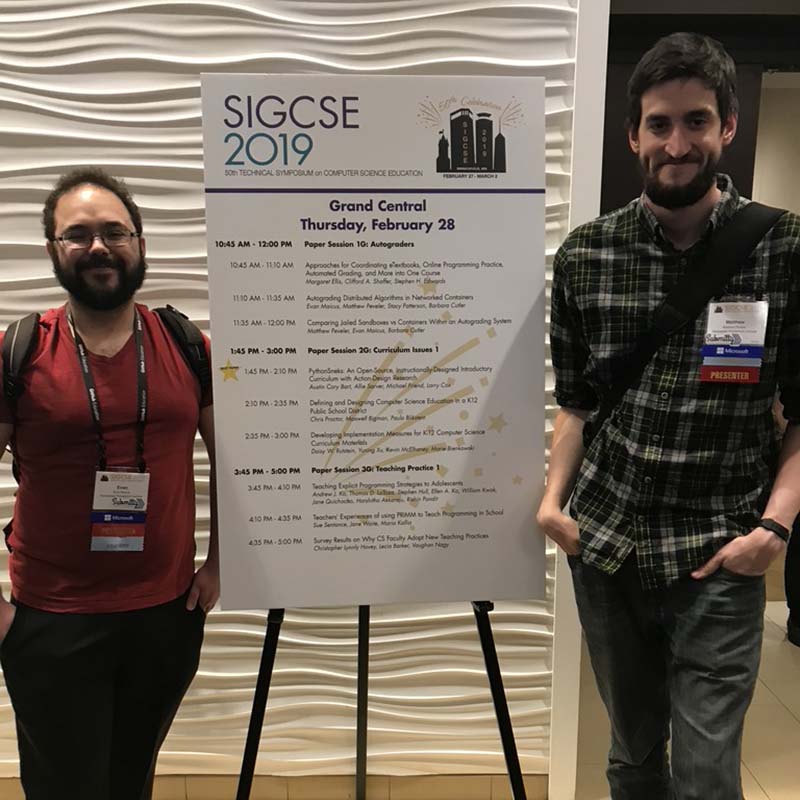 SIGCSE
2019
50th TECHNICAL SYMPOSIUM on COMPUTER SCIENCE EDUCATION
50th Celebration
SIGCSE
2019
MINNEAPOLIS, MN
FEBRUARY 27 - MARCH 2
Grand Central
Thursday, February 28
10:45 AM - 12:00 PM Paper Session 1G: Autograders
10:45 AM - 11:10 AM Approaches for Coordinating eTextbooks, Online Programming Practice,
Automated Grading, and More into One Course
Margaret Ellis, Clifford A. Shaffer, Stephen H. Edwards
11:10 AM - 11:35 AM Autograding Distributed Algorithms in Networked Containers
Evan Maicus, Matthew Peveler, Stacy Patterson, Barbara Cutler
11:35 AM - 12:00 PM Comparing Jailed Sandboxes vs Containers Within an Autograding System
Matthew Peveler, Evan Maicus, Barbara Cutler
1:45 PM - 3:00 PM Paper Session 2G: Curriculum Issues 1
1:45 PM - 2:10 PM PythonSneks: An Open-Source, Instructionally-Designed Introductory
Curriculum with Action-Design Research
Austin Cory Bart, Allie Sarver, Michael Friend, Larry Cox
2:10 PM - 2:35 PM Defining and Designing Computer Science Education in a K12
Public School District
Chris Proctor, Maxwell Bigman, Paulo Blikstein
2:35 PM - 3:00 PM Developing Implementation Measures for K-12 Computer Science
Curriculum Materials
Daisy W. Rutstein, Yuning Xu, Kevin McElhaney, Marie Bienkowski
3:45 PM - 5:00 PM Paper Session 3G: Teaching Practice 1
3:45 PM - 4:10 PM Teaching Explicit Programming Strategies to Adolescents
Andrew J. Ko, Thomas D. LaToza, Stephen Hull, Ellen A. Ko, William Kwok,
Jane Quichocho, Harshitha Akkaraju, Rishin Pandit
4:10 PM - 4:35 PM Teachers' Experiences of using PRIMM to Teach Programming in School
Sue Sentance, Jane Waite, Maria Kallia
4:35 PM - 5:00 PM Survey Results on Why CS Faculty Adopt New Teaching Practices
Christopher Lynnly Hovey, Lecia Barker, Vaughan Nagy
SIGCSE
Evan
Submitty
Microsoft
Matthew
Submitty
Microsoft
PRESENTER